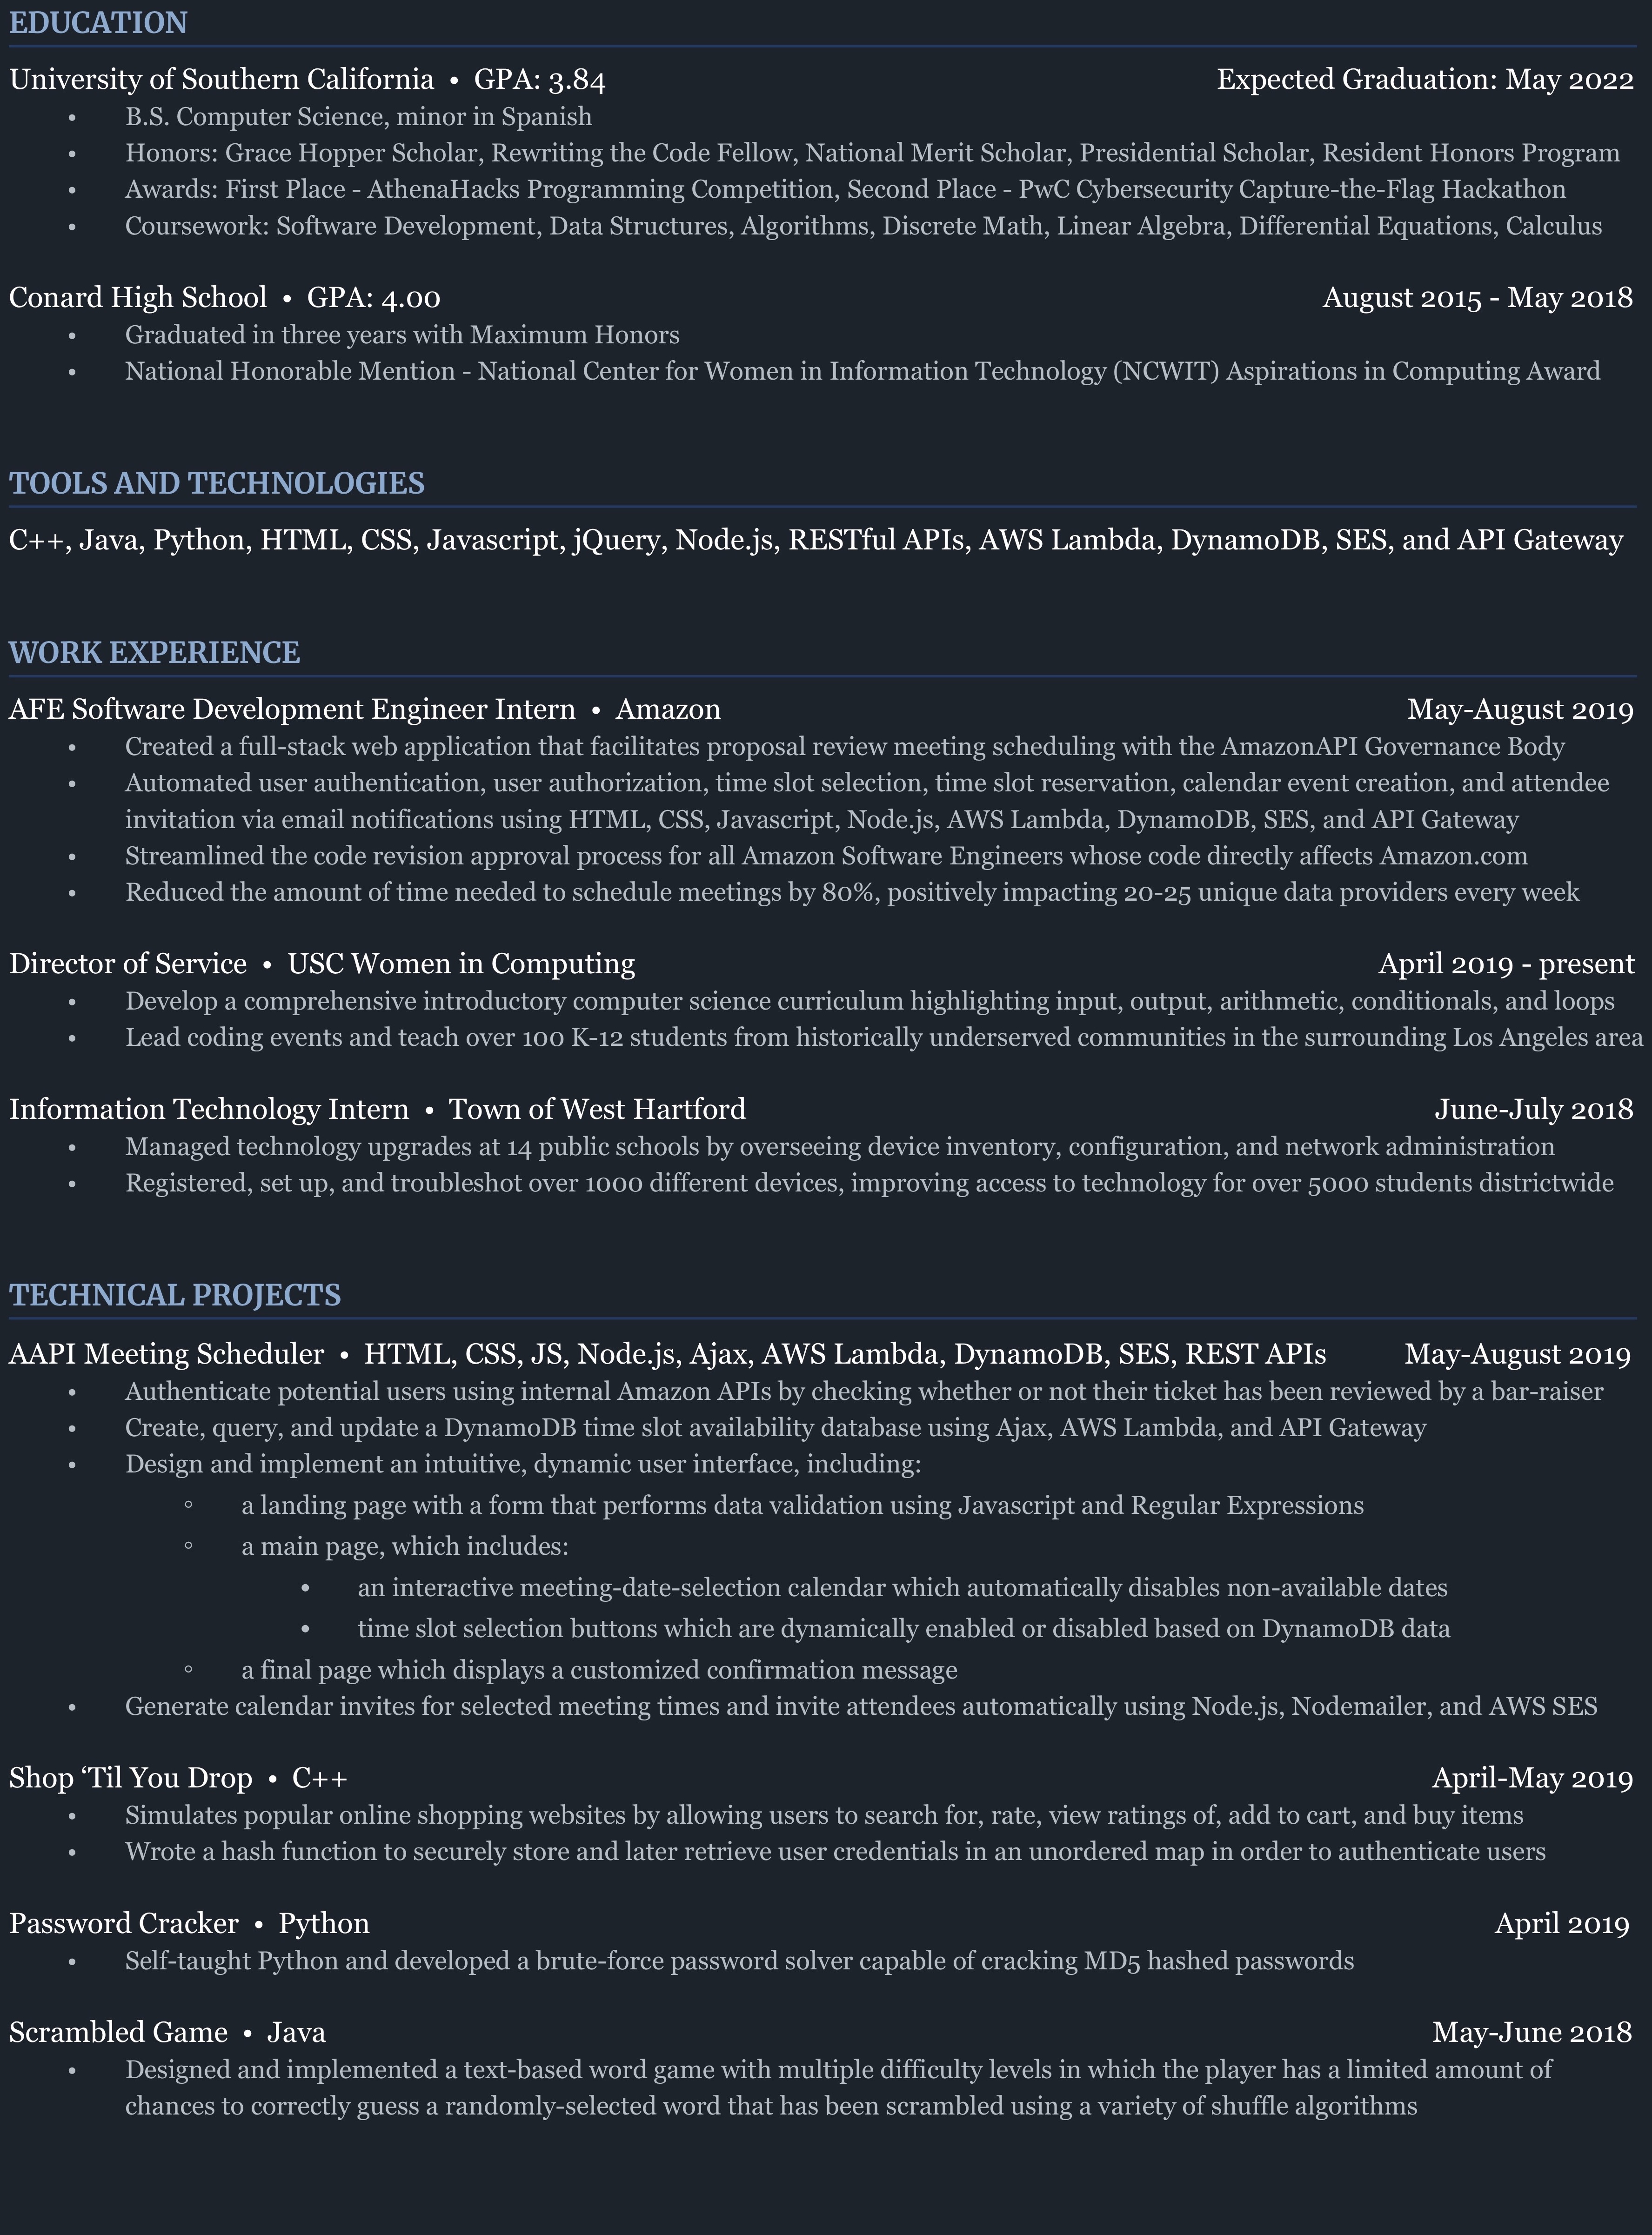 EDUCATION
University of Southern California • GPA: 3.84 Expected Graduation: May 2022
• B.S. Computer Science, minor in Spanish
• Honors: Grace Hopper Scholar, Rewriting the Code Fellow, National Merit Scholar, Presidential Scholar, Resident Honors Program
• Awards: First Place - AthenaHacks Programming Competition, Second Place - PwC Cybersecurity Capture-the-Flag Hackathon
• Coursework: Software Development, Data Structures, Algorithms, Discrete Math, Linear Algebra, Differential Equations, Calculus
Conard High School • GPA: 4.00 August 2015 - May 2018
• Graduated in three years with Maximum Honors
• National Honorable Mention - National Center for Women in Information Technology (NCWIT) Aspirations in Computing Award
TOOLS AND TECHNOLOGIES
C++, Java, Python, HTML, CSS, Javascript, jQuery, Node.js, RESTful APIs, AWS Lambda, DynamoDB, SES, and API Gateway
WORK EXPERIENCE
AFE Software Development Engineer Intern • Amazon May-August 2019
• Created a full-stack web application that facilitates proposal review meeting scheduling with the AmazonAPI Governance Body
• Automated user authentication, user authorization, time slot selection, time slot reservation, calendar event creation, and attendee
invitation via email notifications using HTML, CSS, Javascript, Node.js, AWS Lambda, DynamoDB, SES, and API Gateway
• Streamlined the code revision approval process for all Amazon Software Engineers whose code directly affects Amazon.com
• Reduced the amount of time needed to schedule meetings by 80%, positively impacting 20-25 unique data providers every week
Director of Service • USC Women in Computing April 2019 - present
• Develop a comprehensive introductory computer science curriculum highlighting input, output, arithmetic, conditionals, and loops
• Lead coding events and teach over 100 K-12 students from historically underserved communities in the surrounding Los Angeles area
Information Technology Intern • Town of West Hartford June-July 2018
• Managed technology upgrades at 14 public schools by overseeing device inventory, configuration, and network administration
• Registered, set up, and troubleshot over 1000 different devices, improving access to technology for over 5000 students districtwide
TECHNICAL PROJECTS
AAPI Meeting Scheduler • HTML, CSS, JS, Node.js, Ajax, AWS Lambda, DynamoDB, SES, REST APIs May-August 2019
• Authenticate potential users using internal Amazon APIs by checking whether or not their ticket has been reviewed by a bar-raiser
• Create, query, and update a DynamoDB time slot availability database using Ajax, AWS Lambda, and API Gateway
• Design and implement an intuitive, dynamic user interface, including:
◦ a landing page with a form that performs data validation using Javascript and Regular Expressions
◦ a main page, which includes:
• an interactive meeting-date-selection calendar which automatically disables non-available dates
• time slot selection buttons which are dynamically enabled or disabled based on DynamoDB data
◦ a final page which displays a customized confirmation message
• Generate calendar invites for selected meeting times and invite attendees automatically using Node.js, Nodemailer, and AWS SES
Shop ‘Til You Drop • C++ April-May 2019
• Simulates popular online shopping websites by allowing users to search for, rate, view ratings of, add to cart, and buy items
• Wrote a hash function to securely store and later retrieve user credentials in an unordered map in order to authenticate users
Password Cracker • Python April 2019
• Self-taught Python and developed a brute-force password solver capable of cracking MD5 hashed passwords
Scrambled Game • Java May-June 2018
• Designed and implemented a text-based word game with multiple difficulty levels in which the player has a limited amount of
chances to correctly guess a randomly-selected word that has been scrambled using a variety of shuffle algorithms